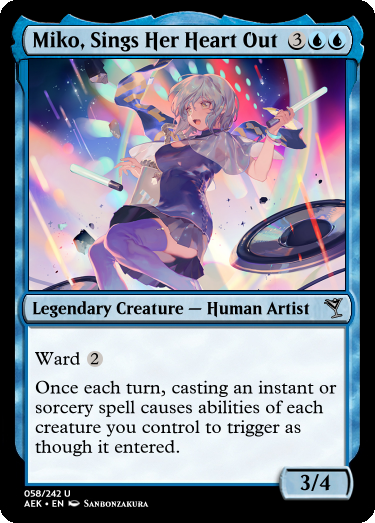 Miko, Sings Her Heart Out 3
Legendary Creature — Human Artist
Ward 2
Once each turn, casting an instant or
sorcery spell causes abilities of each
creature you control to trigger as
though it entered.
3/4
058/242 U
AEK • EN Sanbonzakura